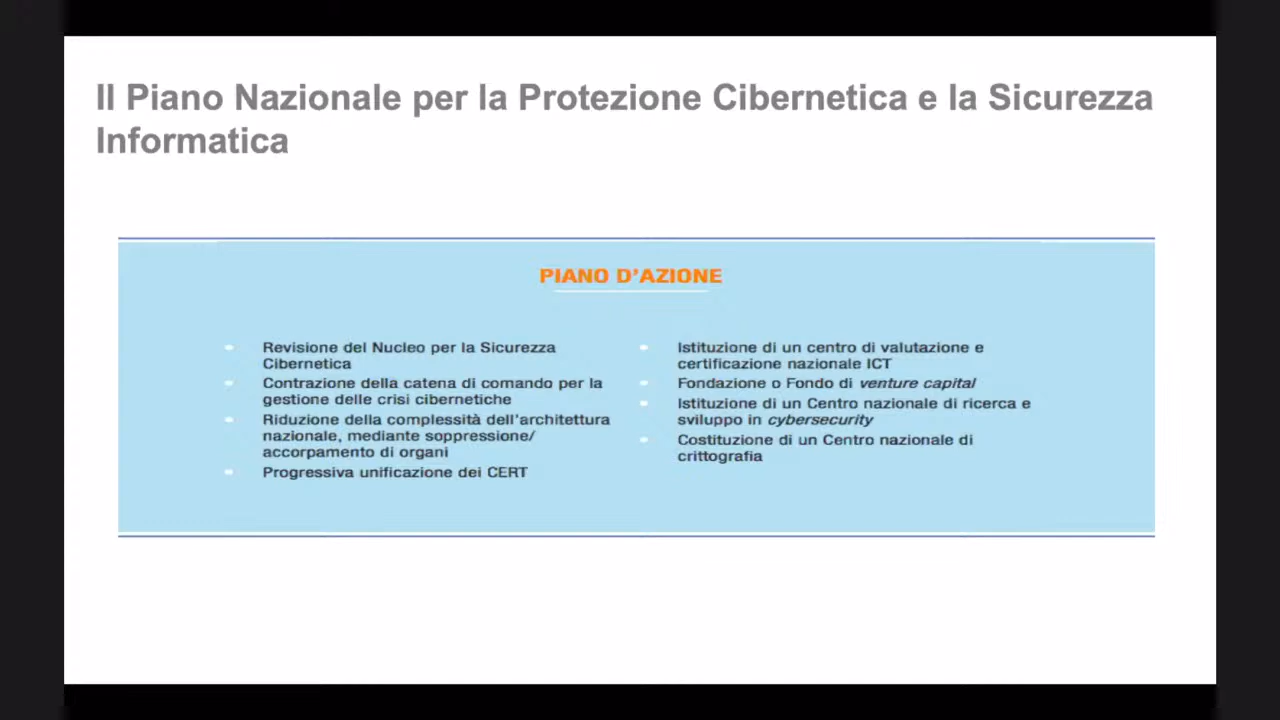 Il Piano Nazionale per la Protezione Cibernetica e la Sicurezza
Informatica
PIANO D'AZIONE
Revisione del Nucleo per la Sicurezza
Cibernetica
Contrazione della catena di comando per la
gestione delle crisi cibernetiche
Riduzione della complessità dell'architettura
nazionale, mediante soppressione/
accorpamento di organi
Progressiva unificazione dei CERT
Istituzione di un centro di valutazione e
certificazione nazionale ICT
Fondazione o Fondo di venture capital
Istituzione di un Centro nazionale di ricerca e
sviluppo in cybersecurity
Costituzione di un Centro nazionale di
crittografia